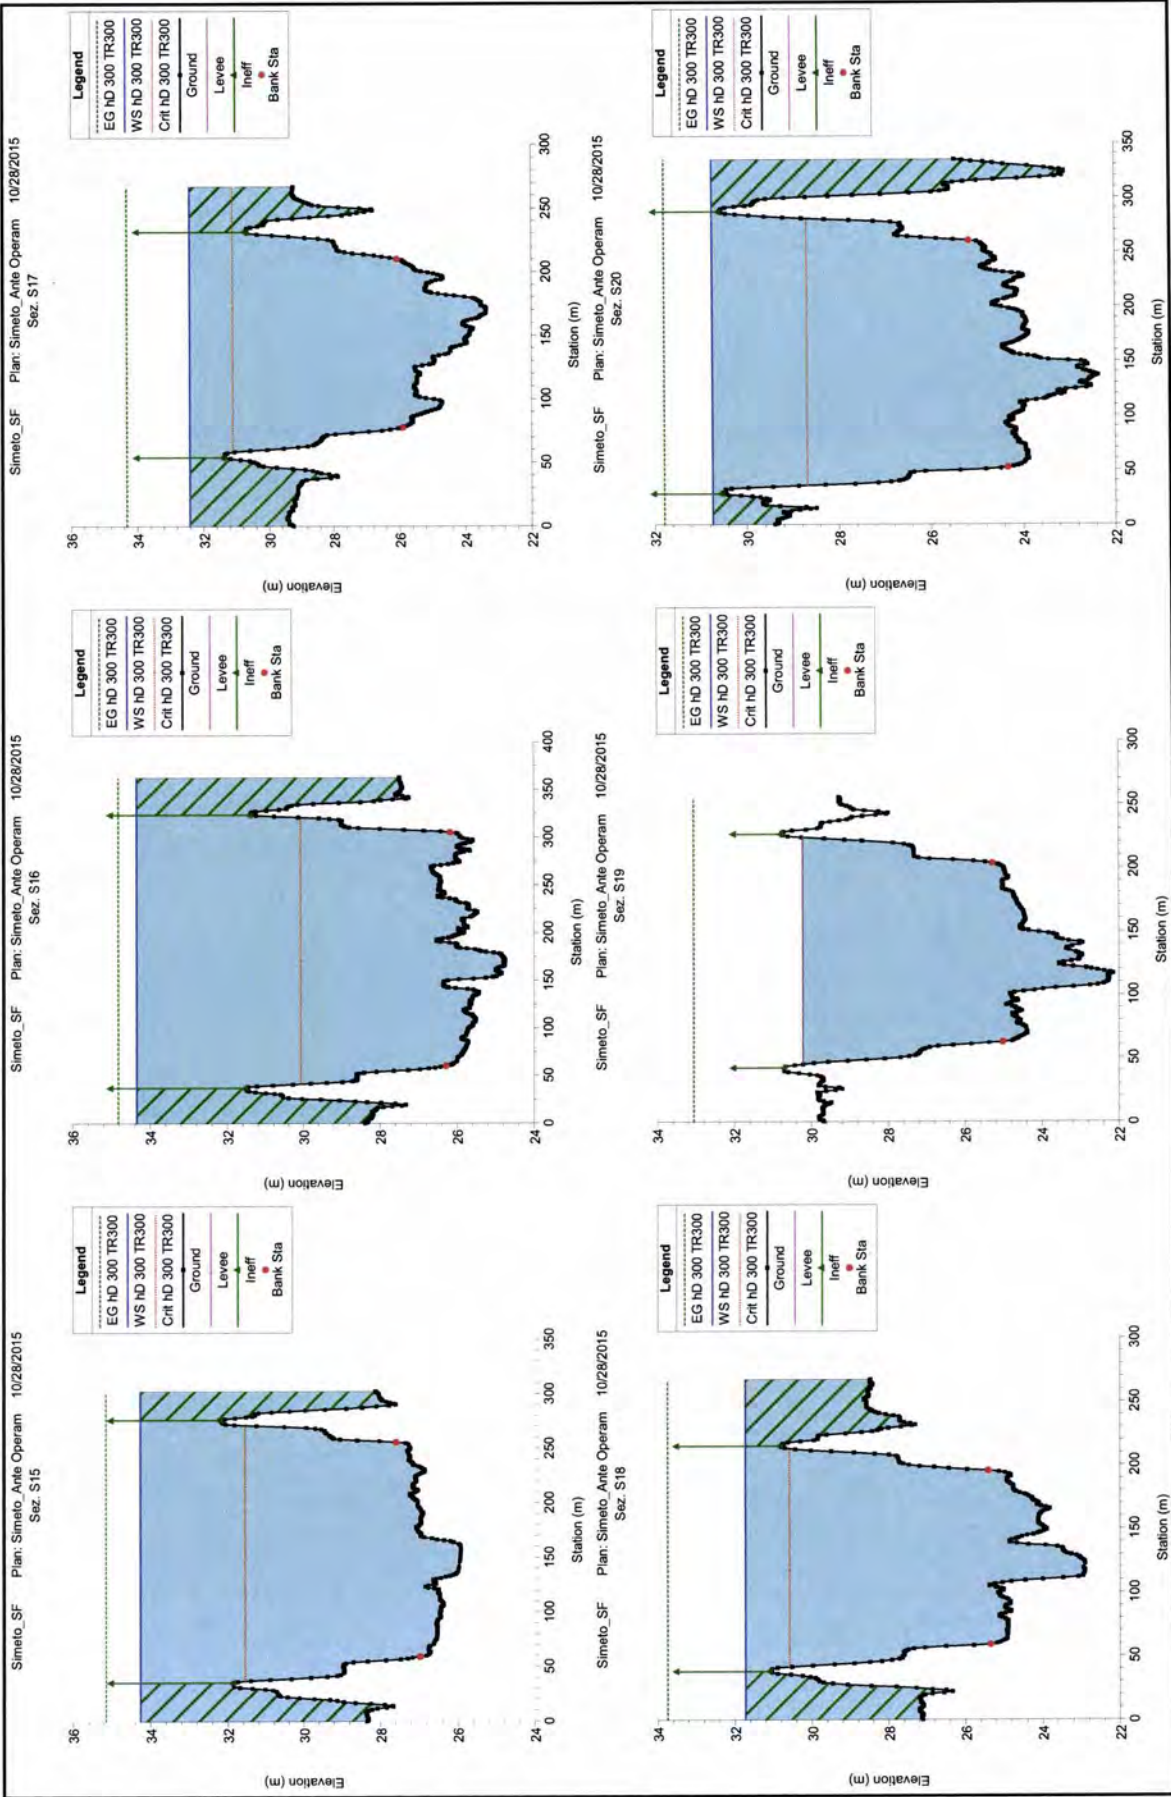 Simeto_SF Plan: Simeto_Ante Operam 10/28/2015
Sez. S15
Elevation (m)
36
34
32
30
28
26
24
0 50 100 150 200 250 300 350
Station (m)
Legend
EG hD 300 TR300
WS hD 300 TR300
Crit hD 300 TR300
Ground
Levee
Ineff
Bank Sta
Simeto_SF Plan: Simeto_Ante Operam 10/28/2015
Sez. S16
Elevation (m)
36
34
32
30
28
26
24
0 50 100 150 200 250 300 350 400
Station (m)
Legend
EG hD 300 TR300
WS hD 300 TR300
Crit hD 300 TR300
Ground
Levee
Ineff
Bank Sta
Simeto_SF Plan: Simeto_Ante Operam 10/28/2015
Sez. S17
Elevation (m)
36
34
32
30
28
26
24
22
0 50 100 150 200 250 300
Station (m)
Legend
EG hD 300 TR300
WS hD 300 TR300
Crit hD 300 TR300
Ground
Levee
Ineff
Bank Sta
Simeto_SF Plan: Simeto_Ante Operam 10/28/2015
Sez. S18
Elevation (m)
34
32
30
28
26
24
22
0 50 100 150 200 250 300
Station (m)
Legend
EG hD 300 TR300
WS hD 300 TR300
Crit hD 300 TR300
Ground
Levee
Ineff
Bank Sta
Simeto_SF Plan: Simeto_Ante Operam 10/28/2015
Sez. S19
Elevation (m)
34
32
30
28
26
24
22
0 50 100 150 200 250 300
Station (m)
Legend
EG hD 300 TR300
WS hD 300 TR300
Crit hD 300 TR300
Ground
Levee
Ineff
Bank Sta
Simeto_SF Plan: Simeto_Ante Operam 10/28/2015
Sez. S20
Elevation (m)
32
30
28
26
24
22
0 50 100 150 200 250 300 350
Station (m)
Legend
EG hD 300 TR300
WS hD 300 TR300
Crit hD 300 TR300
Ground
Levee
Ineff
Bank Sta